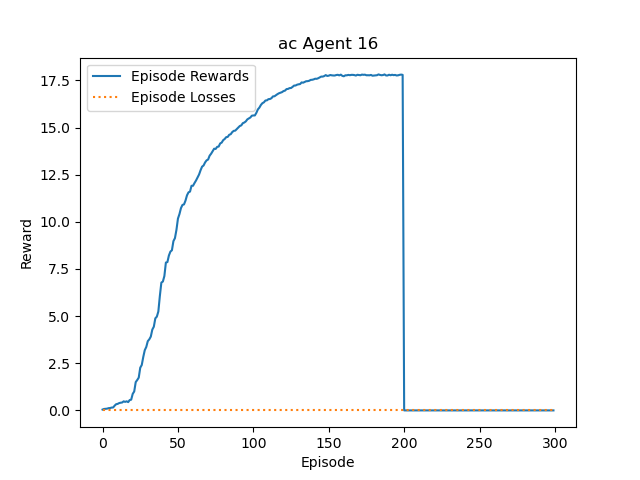 ac Agent 16
Episode Rewards
Episode Losses
17.5
15.0
12.5
10.0
7.5
5.0
2.5
0.0
Reward
0 50 100 150 200 250 300
Episode